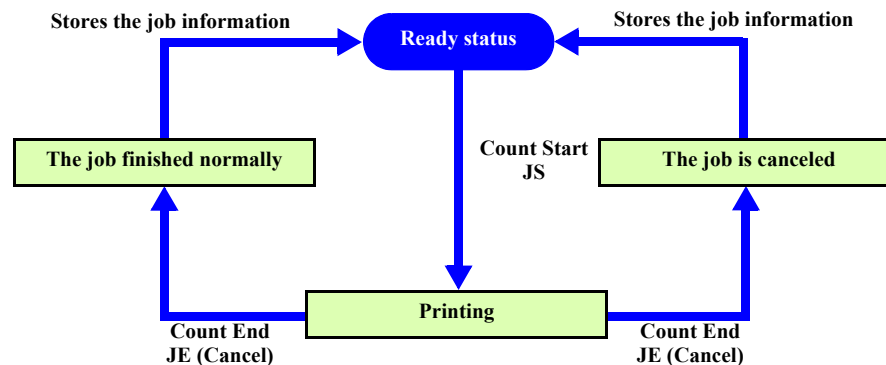 Stores the job information
Ready status
Stores the job information
The job finished normally
Count Start
JS
The job is canceled
Printing
Count End
JE (Cancel)
Count End
JE (Cancel)